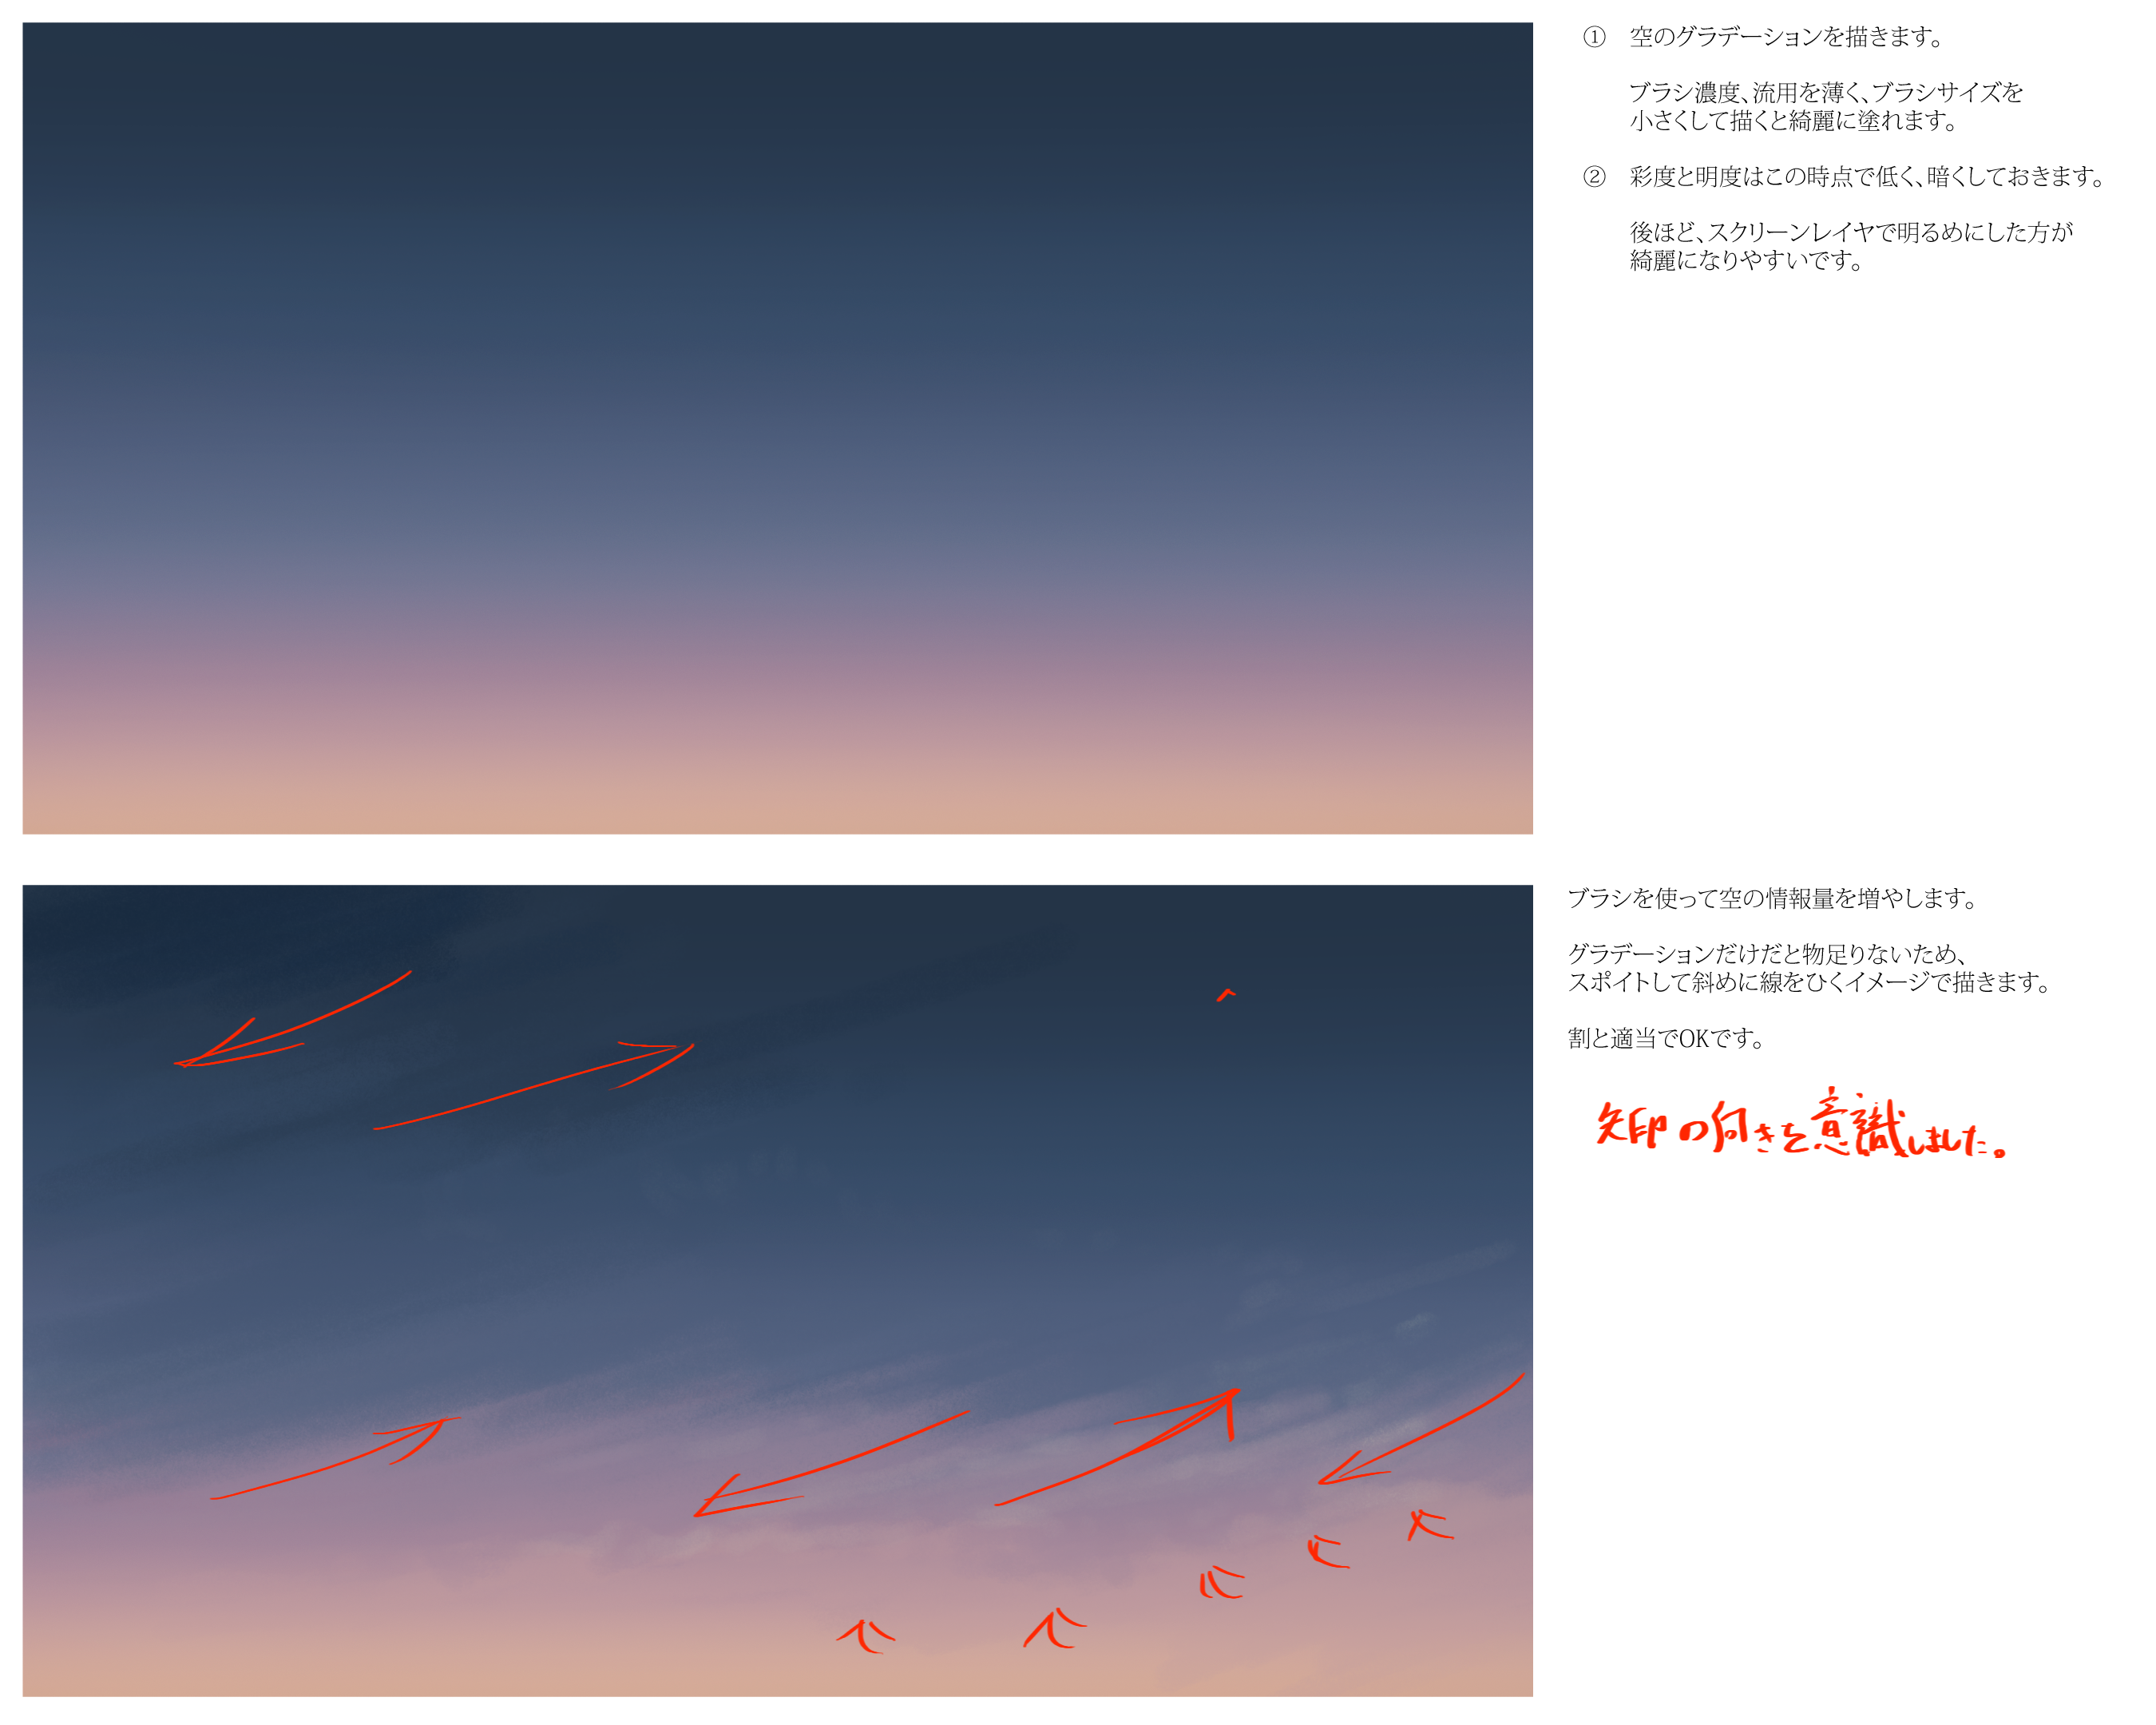 ① 空のグラデーションを描きます。
ブラシ濃度、流用を薄く、ブラシサイズを
小さくして描くと綺麗に塗れます。
② 彩度と明度はこの時点で低く、暗くしておきます。
後ほど、スクリーンレイヤで明るめにした方が
綺麗になりやすいです。
ブラシを使って空の情報量を増やします。
グラデーションだけだと物足りないため、
スポイトして斜めに線をひくイメージで描きます。
割と適当でOKです。
矢印の向きを意識しました。